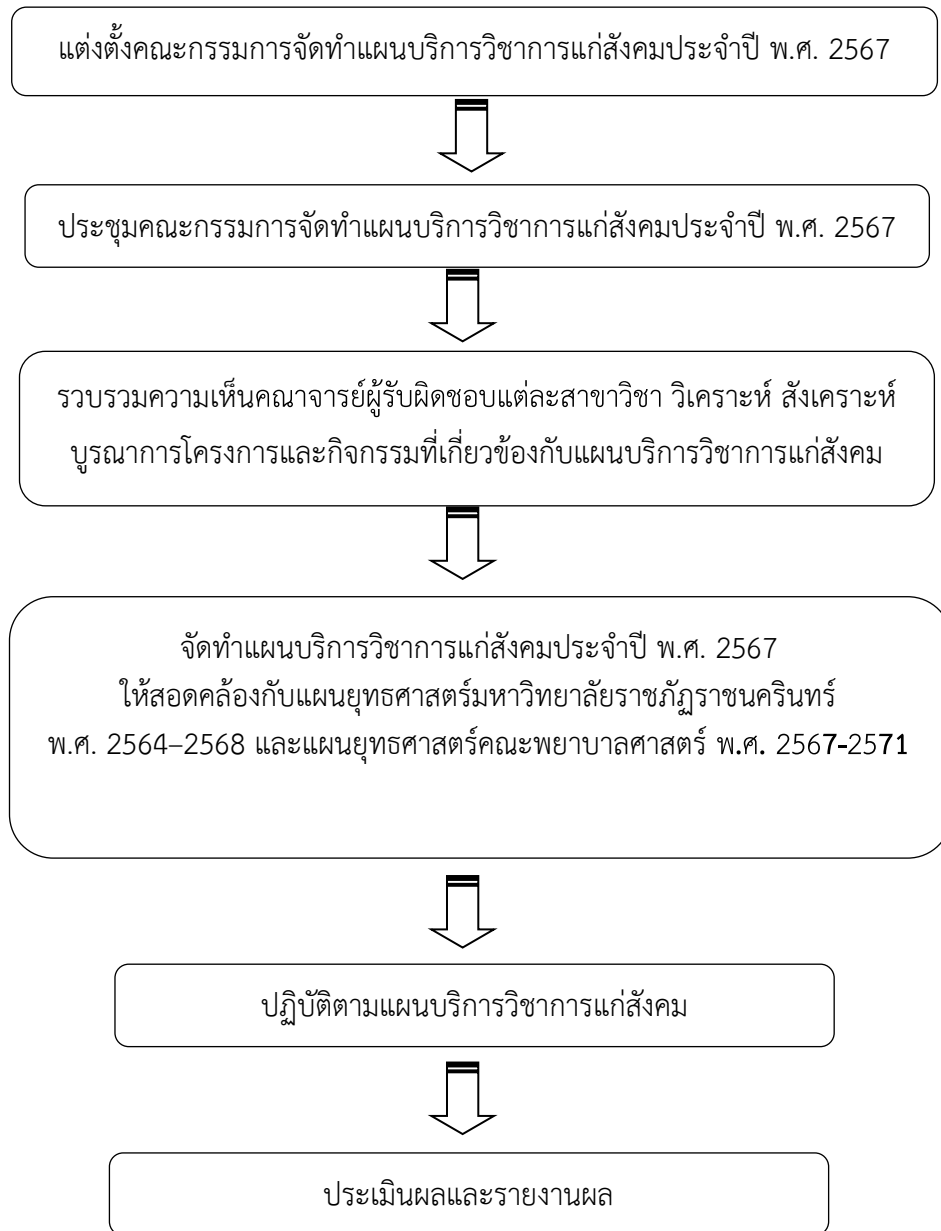 แต่งตั้งคณะกรรมการจัดทำแผนบริการวิชาการแก่สังคมประจำปี พ.ศ. 2567
ประชุมคณะกรรมการจัดทำแผนบริการวิชาการแก่สังคมประจำปี พ.ศ. 2567
รวบรวมความเห็นคณาจารย์ผู้รับผิดชอบแต่ละสาขาวิชา วิเคราะห์ สังเคราะห์
บูรณาการโครงการและกิจกรรมที่เกี่ยวข้องกับแผนบริการวิชาการแก่สังคม
จัดทำแผนบริการวิชาการแก่สังคมประจำปี พ.ศ. 2567
ให้สอดคล้องกับแผนยุทธศาสตร์มหาวิทยาลัยราชภัฏราชนครินทร์
พ.ศ. 2564–2568 และแผนยุทธศาสตร์คณะพยาบาลศาสตร์ พ.ศ. 2567-2571
ปฏิบัติตามแผนบริการวิชาการแก่สังคม
ประเมินผลและรายงานผล